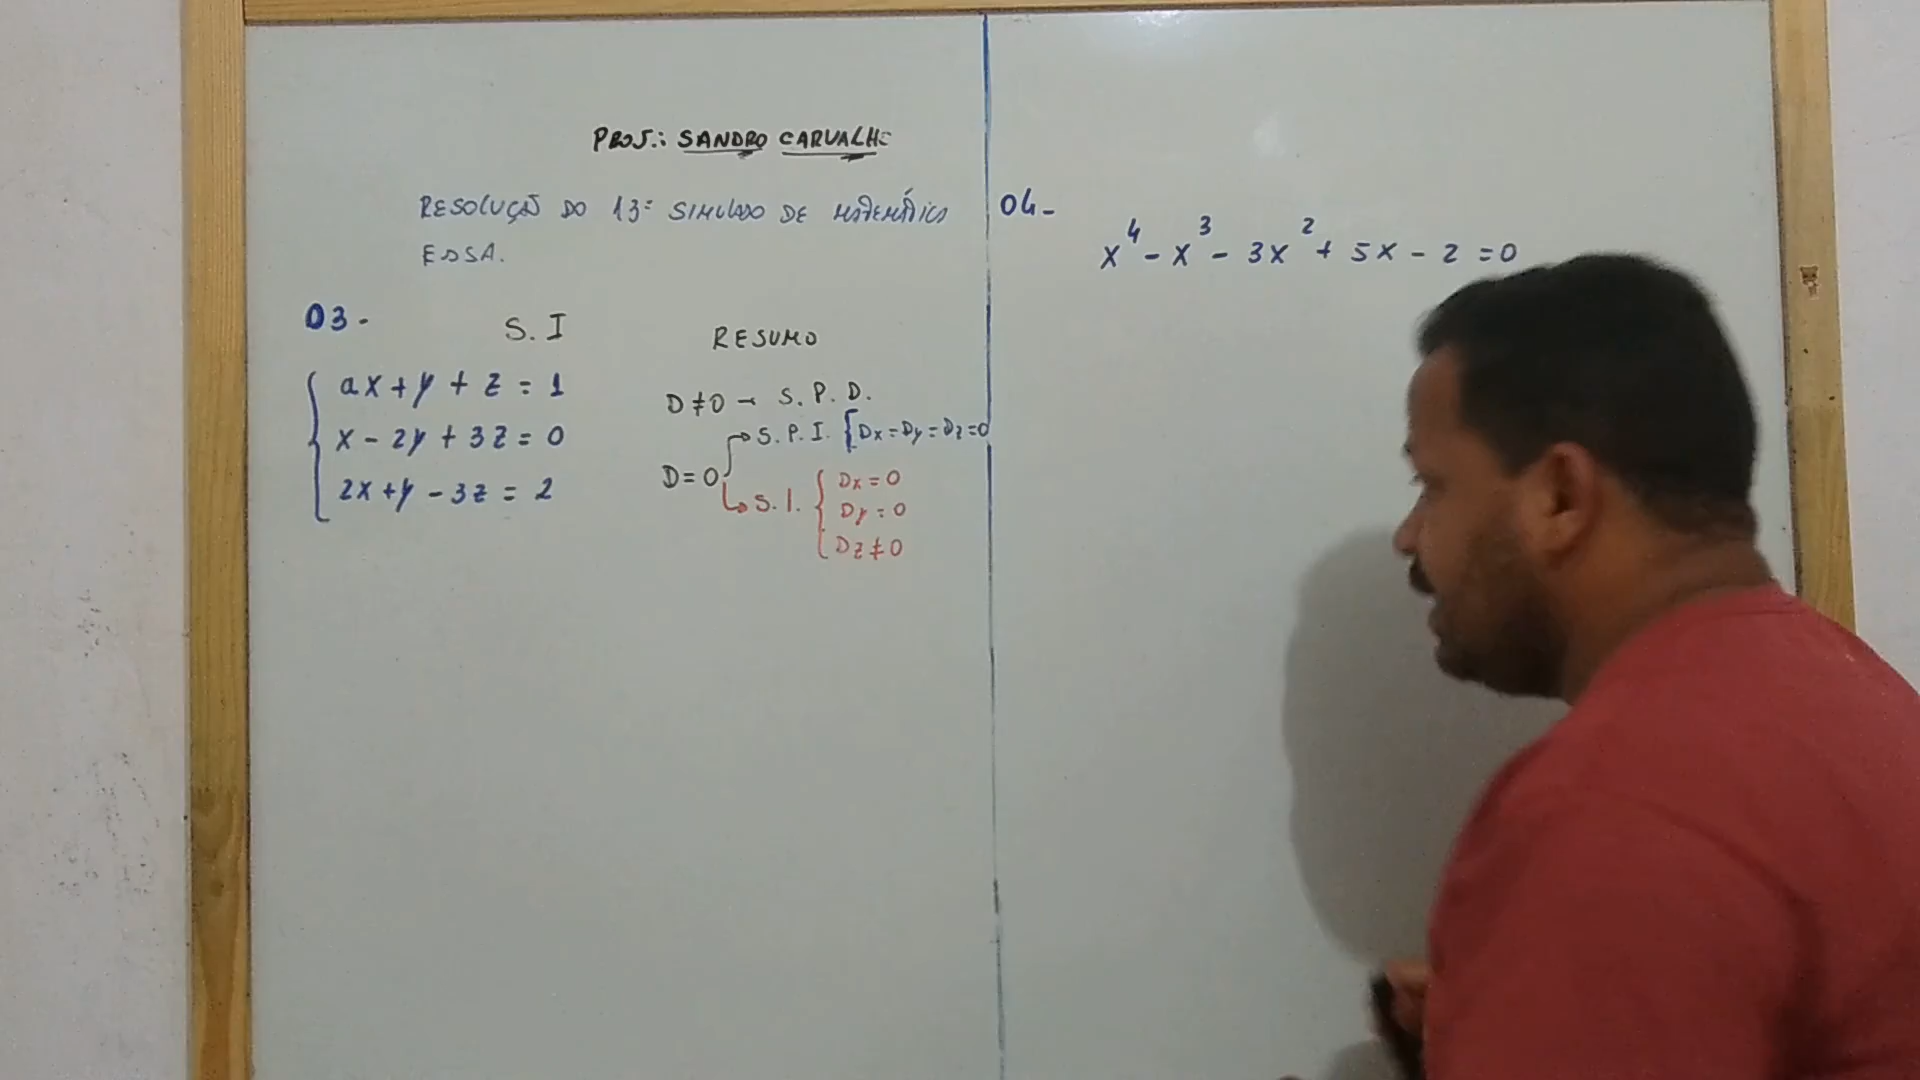 PROF.: SANDRO CARVALHO
RESOLUÇÃO DO 13º SIMULADO DE MATEMÁTICA
EDSA.
03-
S. I
ax + y + z = 1
x - 2y + 3z = 0
2x + y - 3z = 2
RESUMO
D ≠ 0 → S. P. D.
D = 0
S. P. I. { Dx = Dy = Dz = 0
S. I. { Dx = 0
Dy = 0
Dz ≠ 0
04-
x⁴ - x³ - 3x² + 5x - 2 = 0